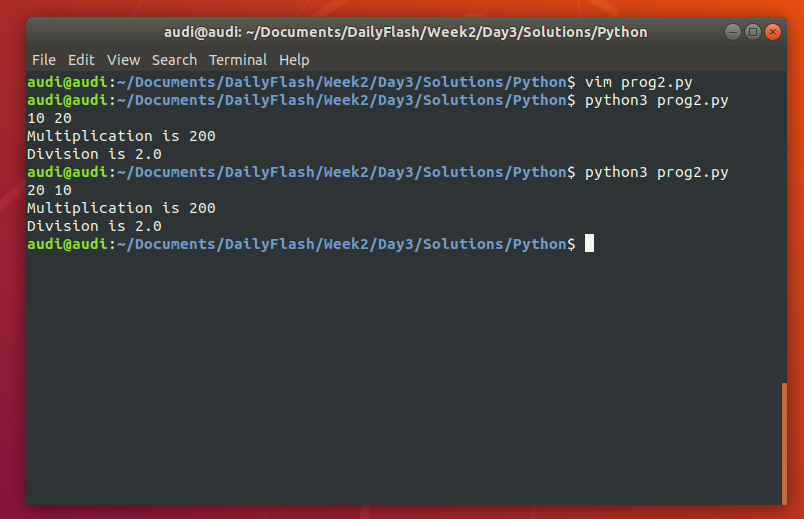 audi@audi: ~/Documents/DailyFlash/Week2/Day3/Solutions/Python
File Edit View Search Terminal Help
audi@audi:~/Documents/DailyFlash/Week2/Day3/Solutions/Python$ vim prog2.py
audi@audi:~/Documents/DailyFlash/Week2/Day3/Solutions/Python$ python3 prog2.py
10 20
Multiplication is 200
Division is 2.0
audi@audi:~/Documents/DailyFlash/Week2/Day3/Solutions/Python$ python3 prog2.py
20 10
Multiplication is 200
Division is 2.0
audi@audi:~/Documents/DailyFlash/Week2/Day3/Solutions/Python$